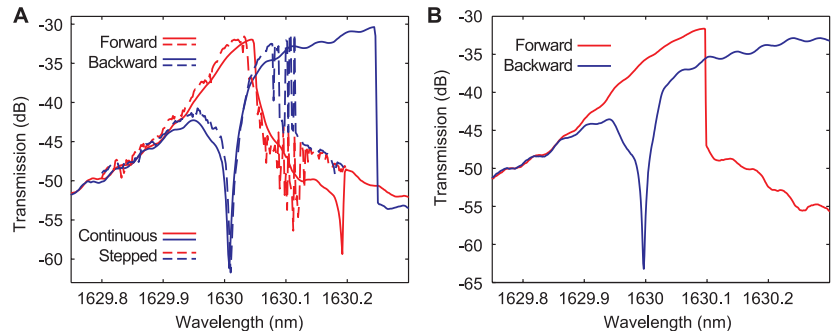 A
Forward
Backward
Continuous
Stepped
Transmission (dB)
-30
-35
-40
-45
-50
-55
-60
1629.8
1629.9
1630
1630.1
1630.2
Wavelength (nm)
B
Forward
Backward
Transmission (dB)
-30
-35
-40
-45
-50
-55
-60
-65
1629.8
1629.9
1630
1630.1
1630.2
Wavelength (nm)